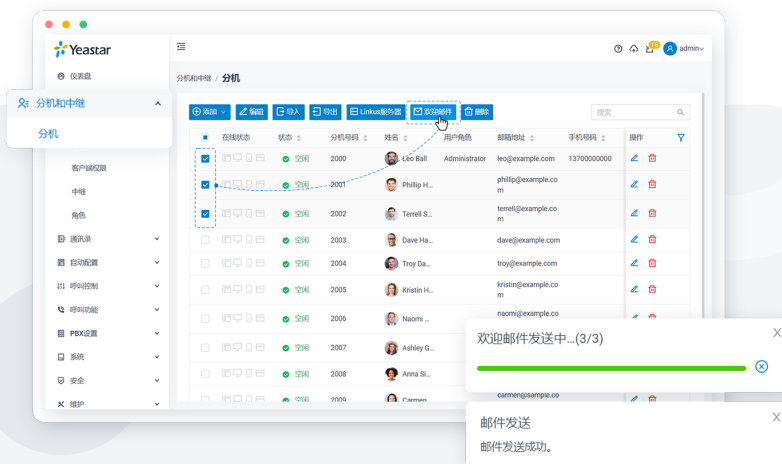 Yeastar
10
admin
仪表盘
分机和中继
分机
客户端权限
中继
角色
通讯录
自动配置
呼叫控制
呼叫功能
PBX设置
系统
安全
维护
分机和中继 / 分机
添加 编辑 导入 导出 Linkus服务器 欢迎邮件 删除
搜索
在线状态 状态 分机号码 姓名 用户角色 邮箱地址 手机号码 操作
空闲 2000 Leo Ball Administrator leo@example.com 13700000000
空闲 2001 Phillip H... phillip@example.co
m
空闲 2002 Terrell S... terrell@example.co
m
空闲 2003 Dave Ha... dave@example.com
空闲 2004 Troy Da... troy@example.com
空闲 2005 Kristin H... kristin@example.co
m
空闲 2006 Naomi ... naomi@example.co
空闲 2007 Ashley G...
空闲 2008 Anna Si...
空闲 2009 Carmen carmen@sample.co
欢迎邮件发送中...(3/3)
X
邮件发送
X
邮件发送成功。